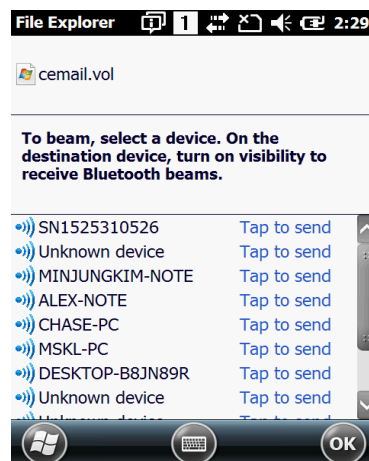 File Explorer 1 2:29
cemail.vol
To beam, select a device. On the
destination device, turn on visibility to
receive Bluetooth beams.
SN1525310526 Tap to send
Unknown device Tap to send
MINJUNGKIM-NOTE Tap to send
ALEX-NOTE Tap to send
CHASE-PC Tap to send
MSKL-PC Tap to send
DESKTOP-B8JN89R Tap to send
Unknown device Tap to send
OK